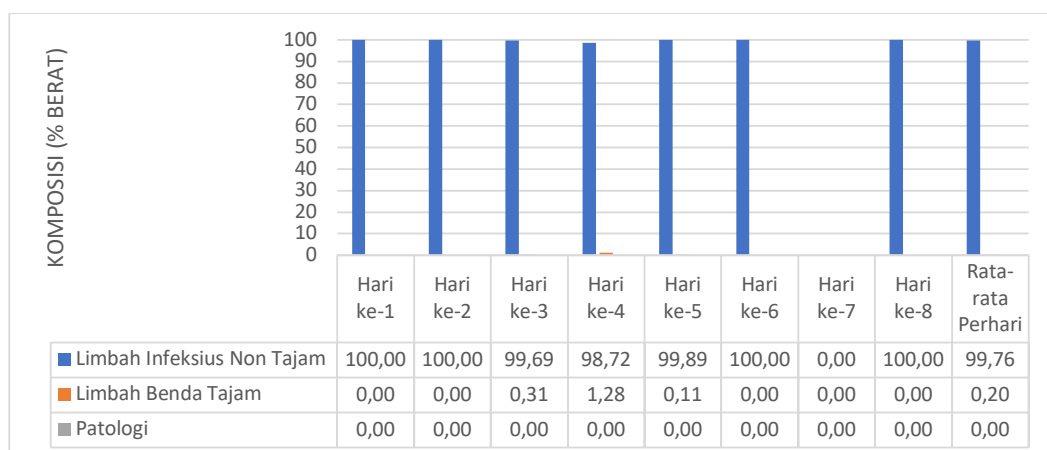 KOMPOSISI (% BERAT)
100
90
80
70
60
50
40
30
20
10
0
Hari ke-1 Hari ke-2 Hari ke-3 Hari ke-4 Hari ke-5 Hari ke-6 Hari ke-7 Hari ke-8 Rata-rata Perhari
Limbah Infeksius Non Tajam 100,00 100,00 99,69 98,72 99,89 100,00 0,00 100,00 99,76
Limbah Benda Tajam 0,00 0,00 0,31 1,28 0,11 0,00 0,00 0,00 0,20
Patologi 0,00 0,00 0,00 0,00 0,00 0,00 0,00 0,00 0,00